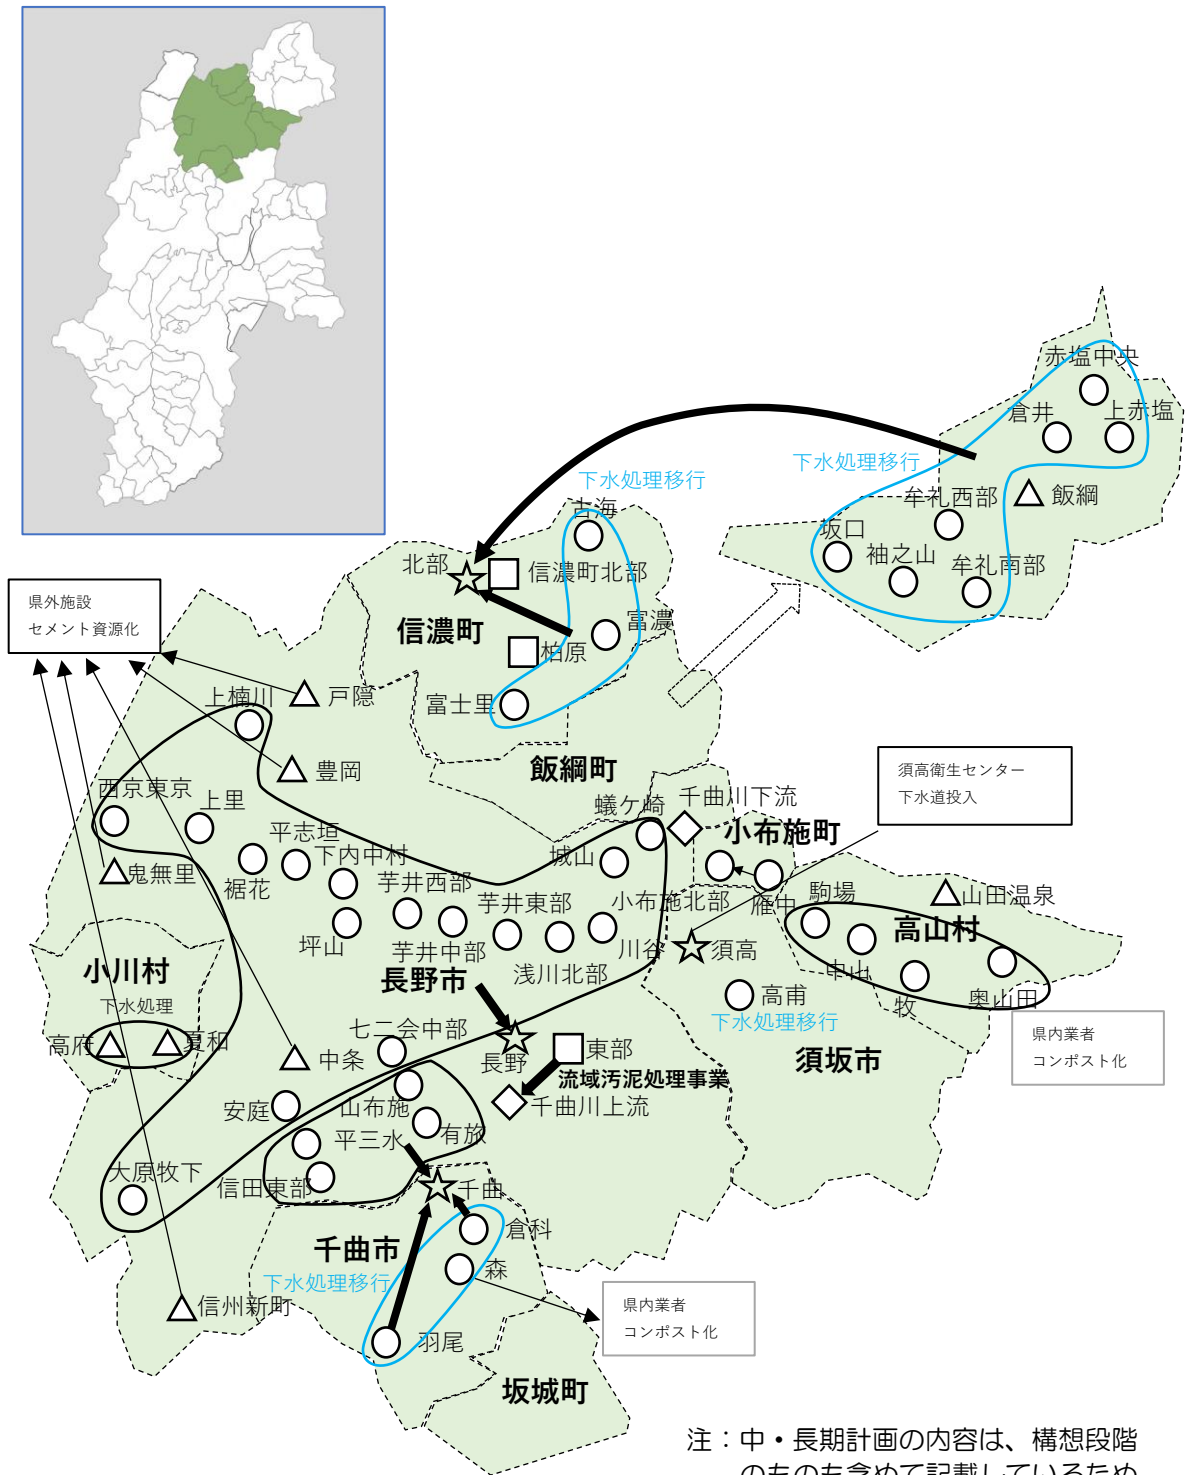 赤塩中央
倉井
上赤塩
下水処理移行
下水処理移行
飯綱
牟礼西部
古海
坂口
袖之山
牟礼南部
北部
信濃町北部
県外施設
セメント資源化
信濃町
富濃
柏原
上楠川
戸隠
富士里
豊岡
飯綱町
須高衛生センター
下水道投入
西京東京
上里
蟻ケ崎
千曲川下流
小布施町
平志垣
下内中村
城山
鬼無里
裾花
芋井西部
芋井東部
小布施北部
雁中
駒場
山田温泉
高山村
坪山
芋井中部
浅川北部
川谷
須高
中山
牧
奥山田
小川村
長野市
高甫
下水処理移行
下水処理
高府
夏和
七二会中部
中条
長野
東部
流域汚泥処理事業
須坂市
県内業者
コンポスト化
安庭
山布施
千曲川上流
平三水
有旅
大原牧下
信田東部
千曲
千曲市
倉科
下水処理移行
森
信州新町
県内業者
コンポスト化
羽尾
坂城町
注：中・長期計画の内容は、構想段階
のものも含めて記載しているため